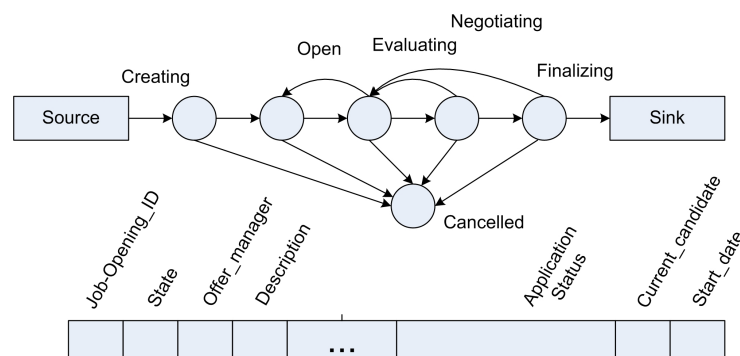 Negotiating
Open
Evaluating
Creating
Finalizing
Source
Sink
Cancelled
Job-Opening_ID
State
Offer_manager
Description
Application
Status
Current_candidate
Start_date
...